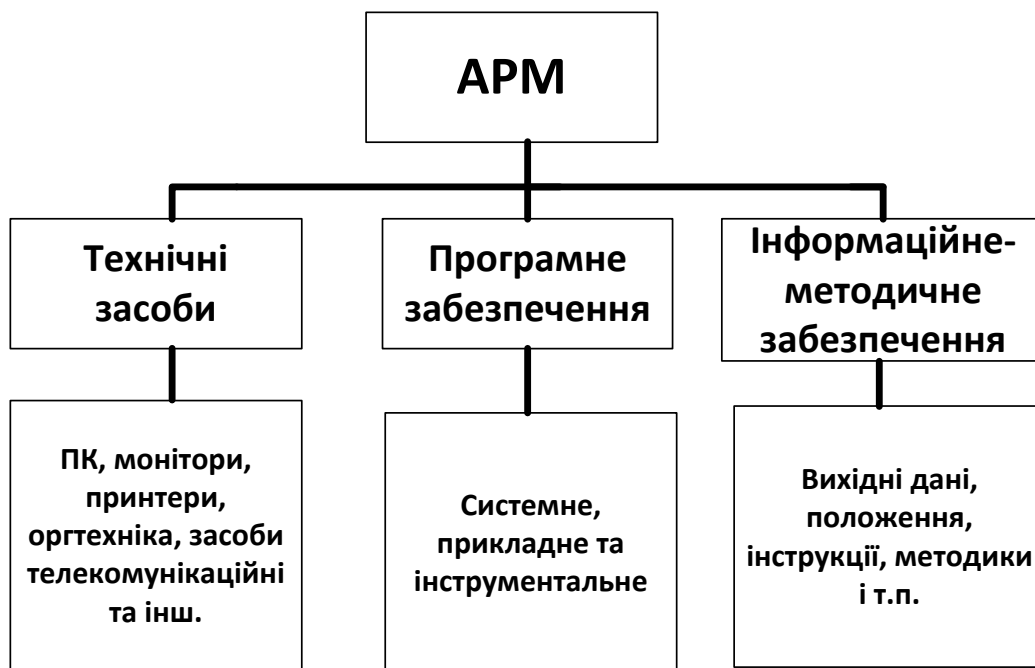 АРМ
Технічні
засоби
Програмне
забезпечення
Інформаційне-
методичне
забезпечення
ПК, монітори,
принтери,
оргтехніка, засоби
телекомунікаційні
та інш.
Системне,
прикладне та
інструментальне
Вихідні дані,
положення,
інструкції, методики
і т.п.